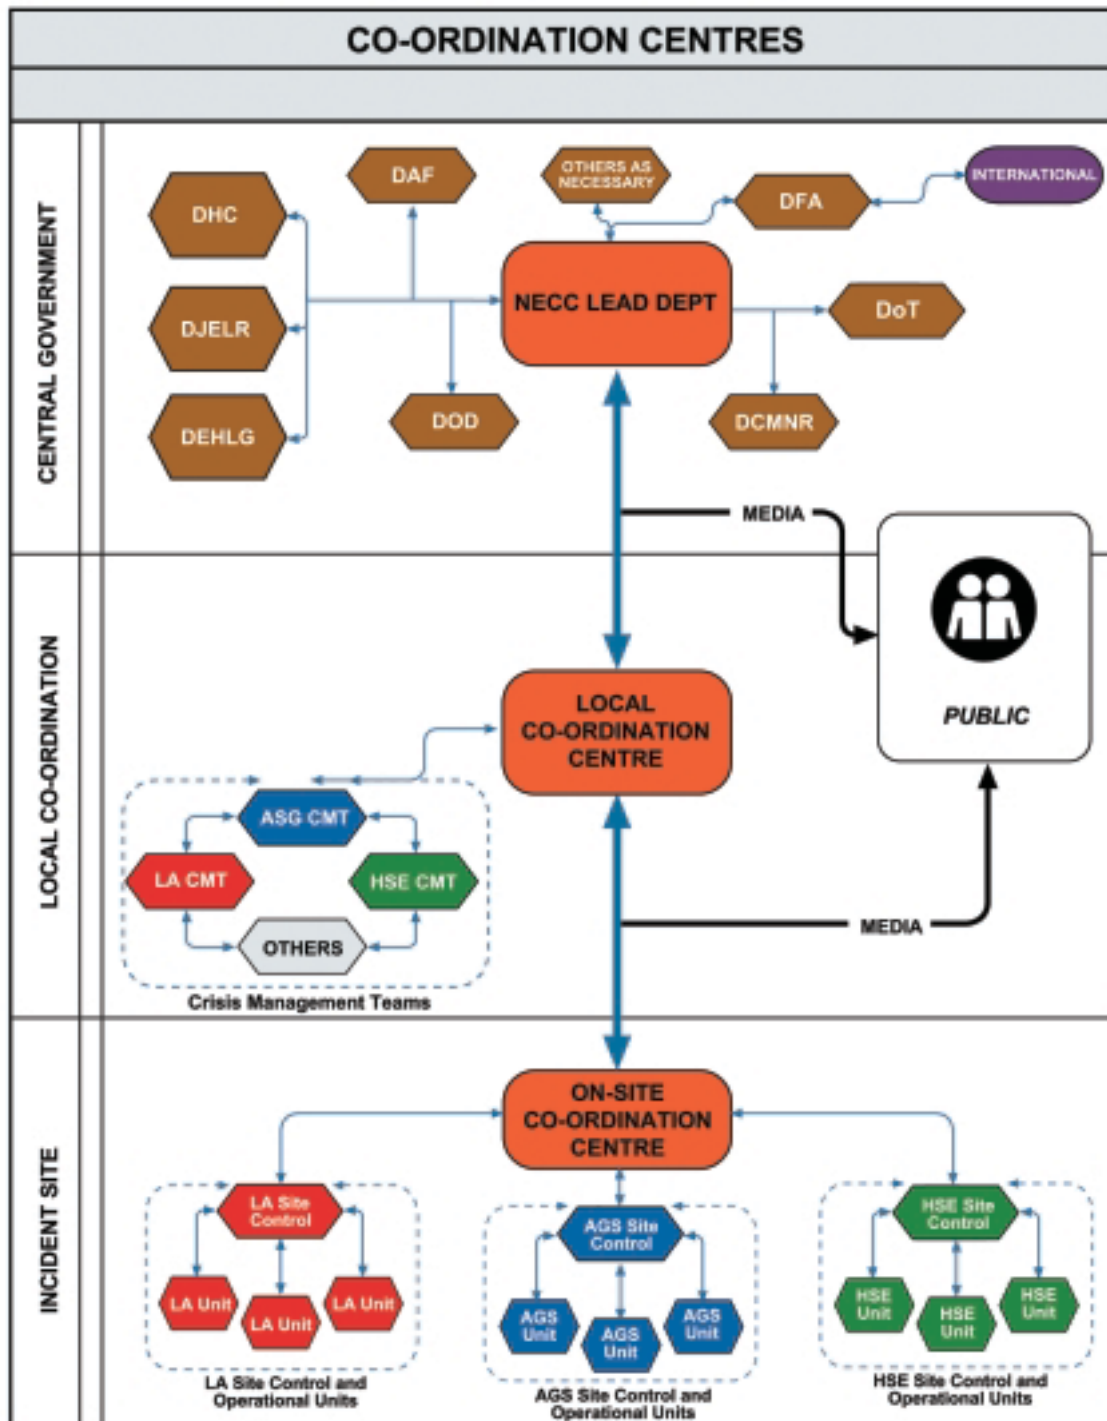 CO-ORDINATION CENTRES
CENTRAL GOVERNMENT
DAF
OTHERS AS
NECESSARY
INTERNATIONAL
DHC
DFA
NECC LEAD DEPT
DoT
DJELR
DOD
DCMNR
DEHLG
MEDIA
LOCAL CO-ORDINATION
PUBLIC
LOCAL
CO-ORDINATION
CENTRE
ASG CMT
LA CMT
HSE CMT
OTHERS
Crisis Management Teams
MEDIA
INCIDENT SITE
ON-SITE
CO-ORDINATION
CENTRE
LA Site
Control
LA Unit
LA Unit
LA Unit
LA Site Control and
Operational Units
AGS Site
Control
AGS
Unit
AGS
Unit
AGS
Unit
AGS Site Control and
Operational Units
HSE Site
Control
HSE
Unit
HSE
Unit
HSE
Unit
HSE Site Control and
Operational Units